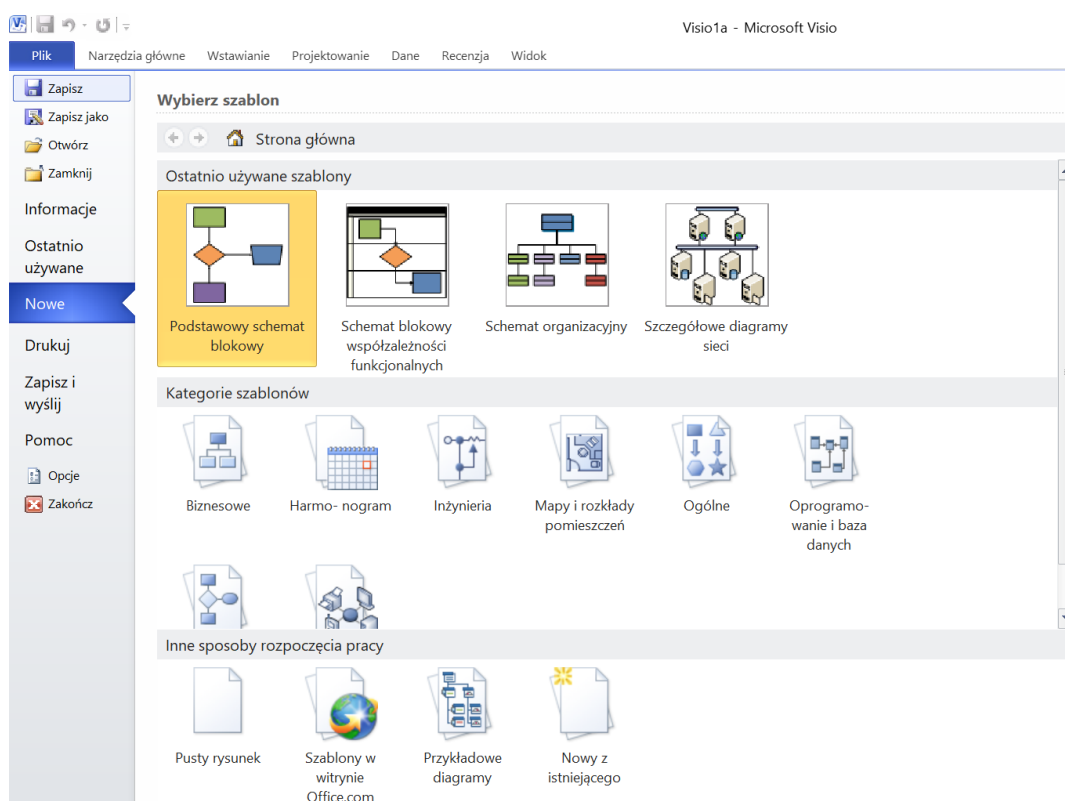 Visio1a - Microsoft Visio
Plik Narzędzia główne Wstawianie Projektowanie Dane Recenzja Widok
Zapisz
Zapisz jako
Otwórz
Zamknij
Informacje
Ostatnio
używane
Nowe
Drukuj
Zapisz i
wyślij
Pomoc
Opcje
Zakończ
Wybierz szablon
Strona główna
Ostatnio używane szablony
Podstawowy schemat
blokowy
Schemat blokowy
współzależności
funkcjonalnych
Schemat organizacyjny
Szczegółowe diagramy
sieci
Kategorie szablonów
Biznesowe
Harmo- nogram
Inżynieria
Mapy i rozkłady
pomieszczeń
Ogólne
Oprogramo-
wanie i baza
danych
Inne sposoby rozpoczęcia pracy
Pusty rysunek
Szablony w
witrynie
Office.com
Przykładowe
diagramy
Nowy z
istniejącego